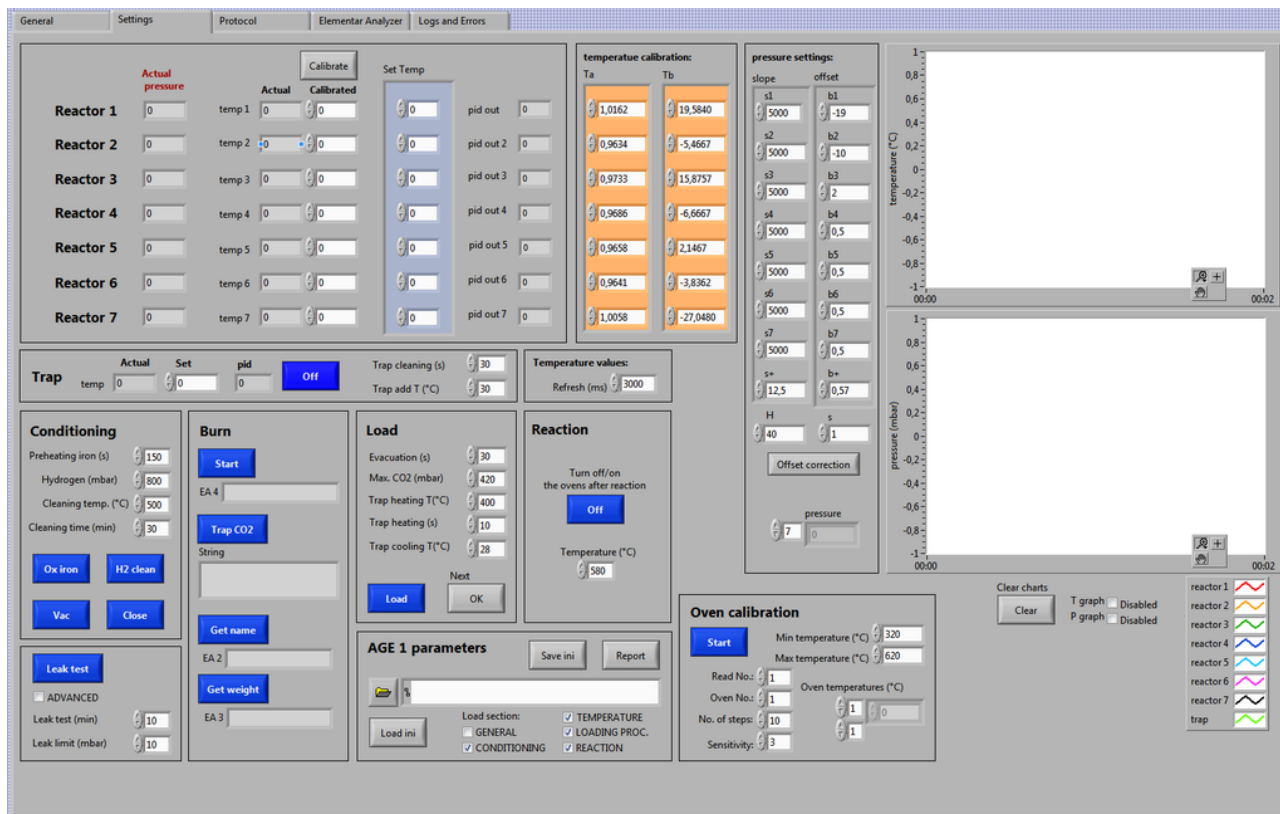 General Settings Protocol Elementar Analyzer Logs and Errors
Calibrate
Actual pressure
Actual Calibrated
Set Temp
Reactor 1 0 temp 1 0 0 0 pid out 0
Reactor 2 0 temp 2 0 0 0 pid out 2 0
Reactor 3 0 temp 3 0 0 0 pid out 3 0
Reactor 4 0 temp 4 0 0 0 pid out 4 0
Reactor 5 0 temp 5 0 0 0 pid out 5 0
Reactor 6 0 temp 6 0 0 0 pid out 6 0
Reactor 7 0 temp 7 0 0 0 pid out 7 0
temperatue calibration:
Ta Tb
1,0162 19,5840
0,9634 -5,4667
0,9733 15,8757
0,9686 -6,6667
0,9658 2,1467
0,9641 -3,8362
1,0058 -27,0480
pressure settings:
slope offset
s1 b1
5000 -19
s2 b2
5000 -10
s3 b3
5000 2
s4 b4
5000 0,5
s5 b5
5000 0,5
s6 b6
5000 0,5
s7 b7
5000 0,5
s+ b+
12,5 0,57
H s
40 1
Offset correction
pressure
7 0
temperature (°C)
1
0,8
0,6
0,4
0,2
0
-0,2
-0,4
-0,6
-0,8
-1
00:00 00:02
pressure (mbar)
1
0,8
0,6
0,4
0,2
0
-0,2
-0,4
-0,6
-0,8
-1
00:00 00:02
Trap
Actual Set pid
temp 0 0 0
Off
Trap cleaning (s) 30
Trap add T (°C) 30
Temperature values:
Refresh (ms) 3000
Conditioning
Preheating iron (s) 150
Hydrogen (mbar) 800
Cleaning temp. (°C) 500
Cleaning time (min) 30
Ox iron H2 clean
Vac Close
Leak test
ADVANCED
Leak test (min) 10
Leak limit (mbar) 10
Burn
Start
EA 4
Trap CO2
String
Get name
EA 2
Get weight
EA 3
Load
Evacuation (s) 30
Max. CO2 (mbar) 420
Trap heating T(°C) 400
Trap heating (s) 10
Trap cooling T(°C) 28
Next
Load OK
Reaction
Turn off/on
the ovens after reaction
Off
Temperature (°C)
580
AGE 1 parameters
Save ini Report
Load ini
Load section:
GENERAL
CONDITIONING
TEMPERATURE
LOADING PROC.
REACTION
Oven calibration
Start
Min temperature (°C) 320
Max temperature (°C) 620
Read No.: 1
Oven No.: 1
No. of steps: 10
Sensitivity: 3
Oven temperatures (°C)
1 0
1
Clear charts
Clear
T graph Disabled
P graph Disabled
reactor 1
reactor 2
reactor 3
reactor 4
reactor 5
reactor 6
reactor 7
trap